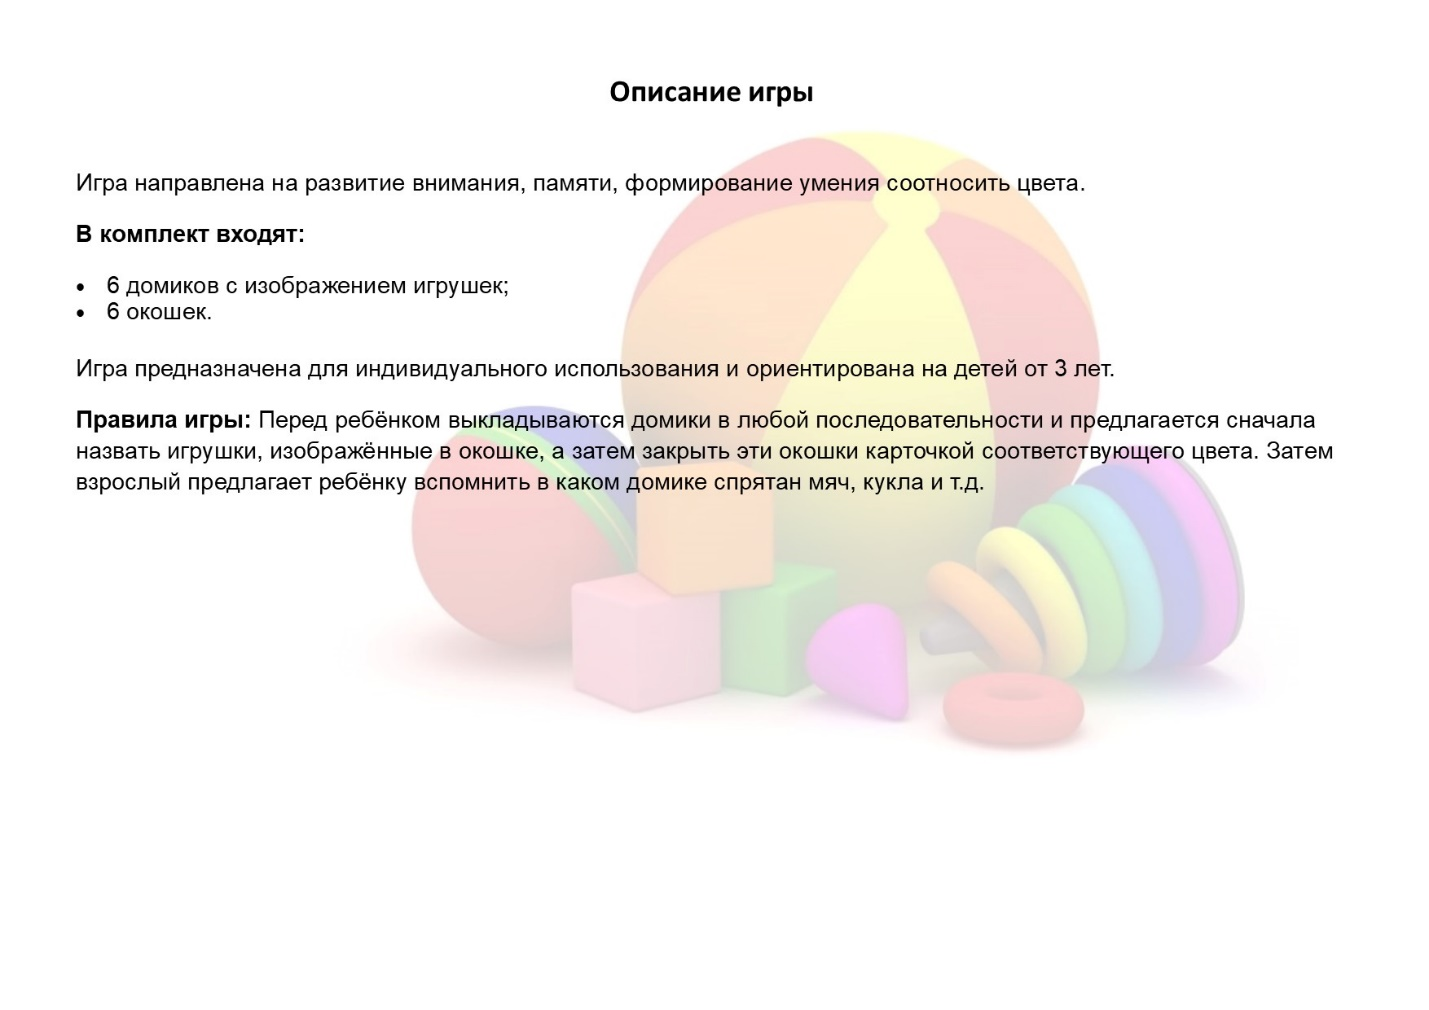 Описание игры
Игра направлена на развитие внимания, памяти, формирование умения соотносить цвета.
В комплект входят:
• 6 домиков с изображением игрушек;
• 6 окошек.
Игра предназначена для индивидуального использования и ориентирована на детей от 3 лет.
Правила игры: Перед ребёнком выкладываются домики в любой последовательности и предлагается сначала
назвать игрушки, изображённые в окошке, а затем закрыть эти окошки карточкой соответствующего цвета. Затем
взрослый предлагает ребёнку вспомнить в каком домике спрятан мяч, кукла и т.д.